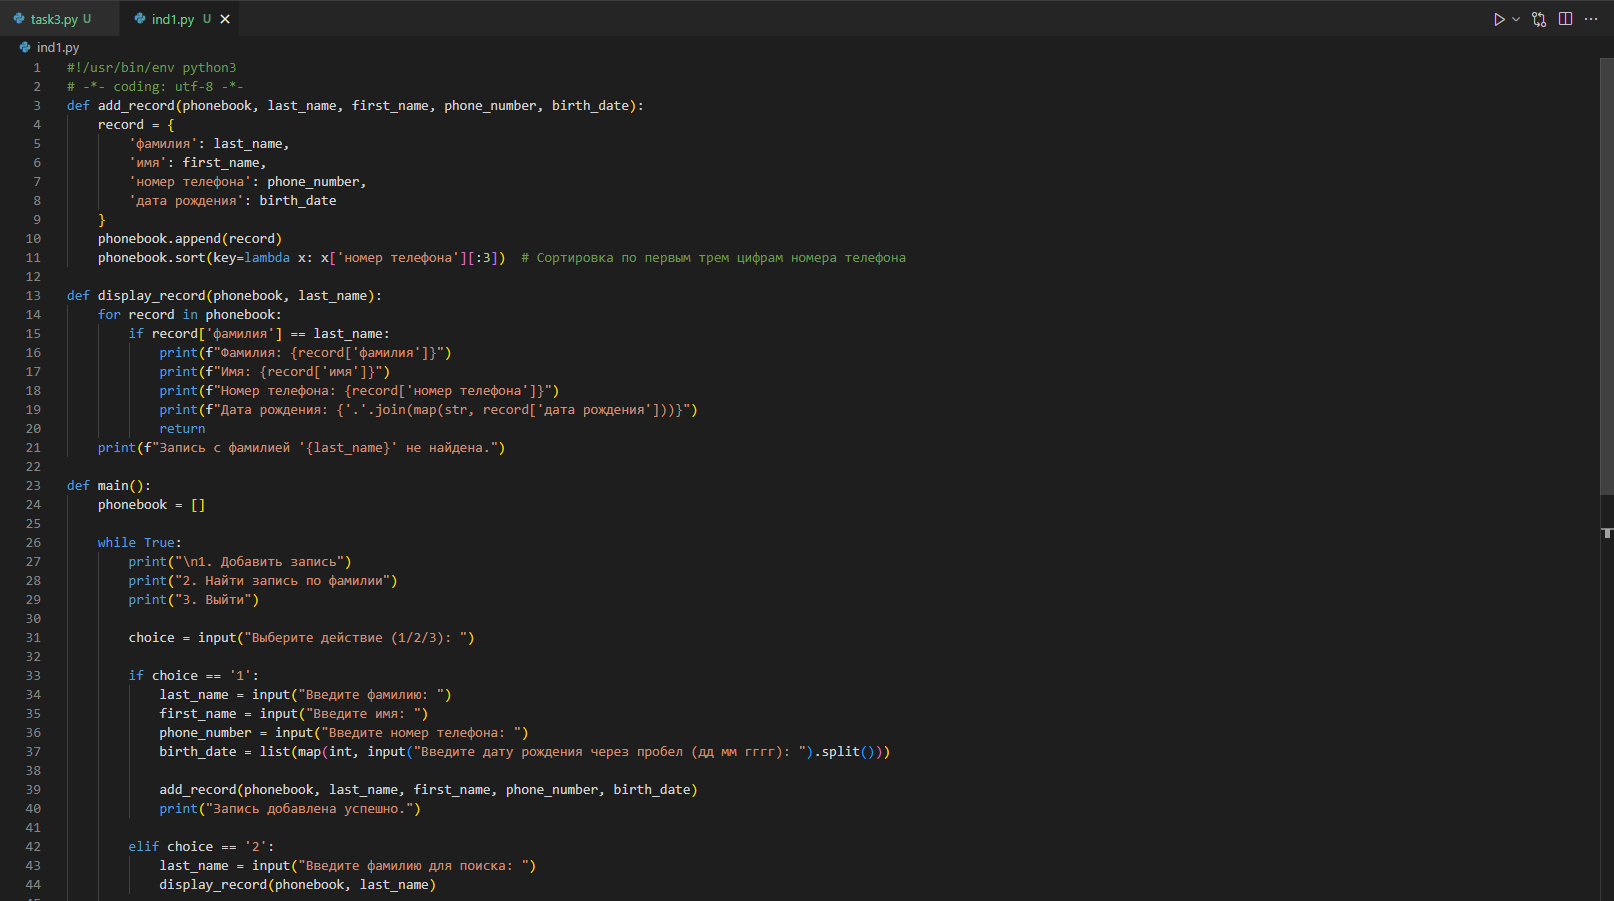 task3.py U
ind1.py U
ind1.py
1 #!/usr/bin/env python3
2 # -*- coding: utf-8 -*-
3 def add_record(phonebook, last_name, first_name, phone_number, birth_date):
4     record = {
5         'фамилия': last_name,
6         'имя': first_name,
7         'номер телефона': phone_number,
8         'дата рождения': birth_date
9     }
10     phonebook.append(record)
11     phonebook.sort(key=lambda x: x['номер телефона'][:3])  # Сортировка по первым трем цифрам номера телефона
12
13 def display_record(phonebook, last_name):
14     for record in phonebook:
15         if record['фамилия'] == last_name:
16             print(f"Фамилия: {record['фамилия']}")
17             print(f"Имя: {record['имя']}")
18             print(f"Номер телефона: {record['номер телефона']}")
19             print(f"Дата рождения: {'.'.join(map(str, record['дата рождения']))}")
20             return
21     print(f"Запись с фамилией '{last_name}' не найдена.")
22
23 def main():
24     phonebook = []
25
26     while True:
27         print("\n1. Добавить запись")
28         print("2. Найти запись по фамилии")
29         print("3. Выйти")
30
31         choice = input("Выберите действие (1/2/3): ")
32
33         if choice == '1':
34             last_name = input("Введите фамилию: ")
35             first_name = input("Введите имя: ")
36             phone_number = input("Введите номер телефона: ")
37             birth_date = list(map(int, input("Введите дату рождения через пробел (дд мм гггг): ").split()))
38
39             add_record(phonebook, last_name, first_name, phone_number, birth_date)
40             print("Запись добавлена успешно.")
41
42         elif choice == '2':
43             last_name = input("Введите фамилию для поиска: ")
44             display_record(phonebook, last_name)